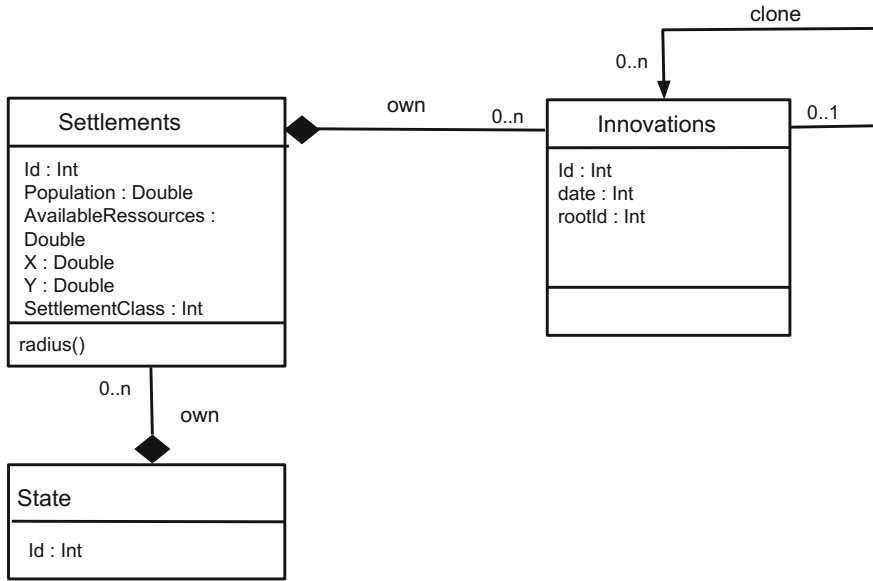 clone
0..n
Settlements
own
0..n
Innovations
0..1
Id : Int
Population : Double
AvailableRessources :
Double
X : Double
Y : Double
SettlementClass : Int
radius()
Id : Int
date : Int
rootId : Int
0..n
own
State
Id : Int